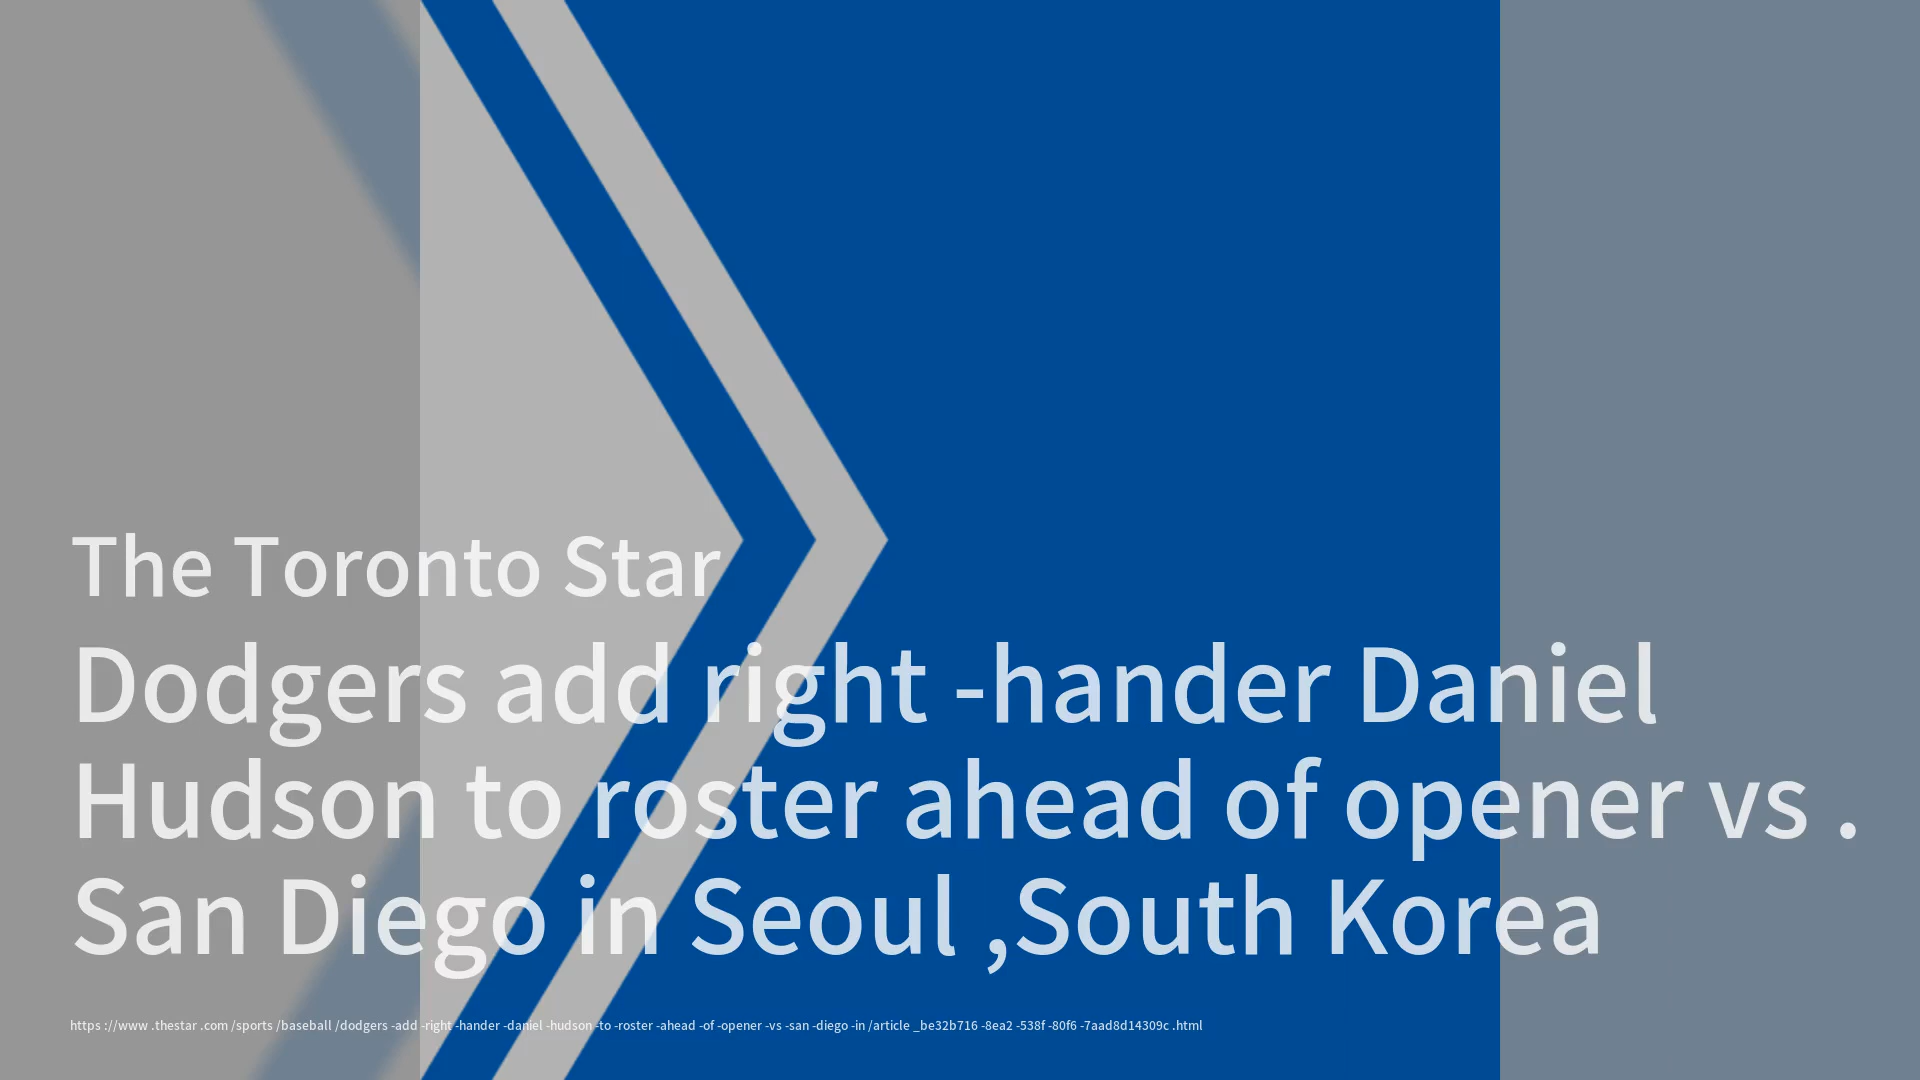 The Toronto Star
Dodgers add right -hander Daniel
Hudson to roster ahead of opener vs .
San Diego in Seoul ,South Korea
https ://www .thestar .com /sports /baseball /dodgers -add -right -hander -daniel -hudson -to -roster -ahead -of -opener -vs -san -diego -in /article _be32b716 -8ea2 -538f -80f6 -7aad8d14309c .html